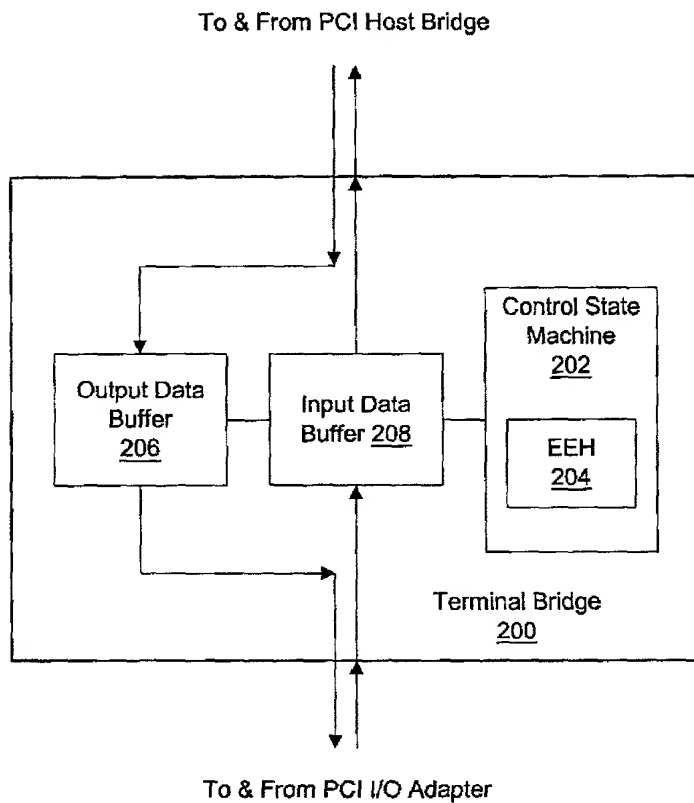 To & From PCI Host Bridge
Control State
Machine
202
Output Data
Buffer
206
Input Data
Buffer 208
EEH
204
Terminal Bridge
200
To & From PCI I/O Adapter